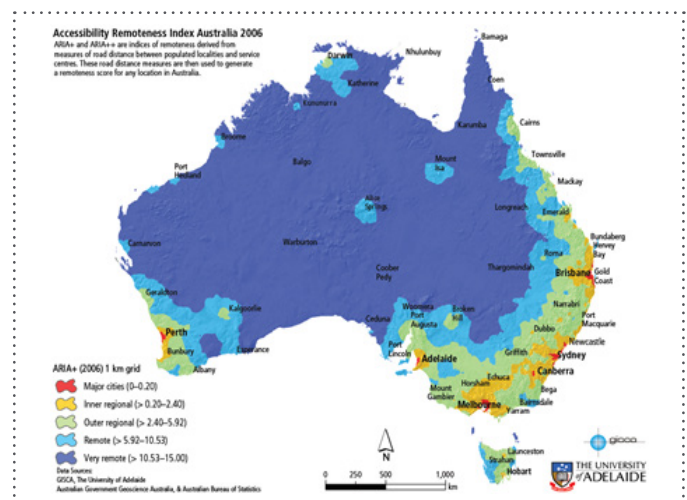 Accessibility Remoteness Index Australia 2006
ARIA+ and ARIA++ are indices of remoteness derived from
measures of road distance between populated localities and service
centres. These road distance measures are then used to generate
a remoteness score for any location in Australia.
Bamaga
Nhulunbuy
Darwin
Katherine
Coen
Kununurra
Karumba
Cairns
Broome
Balgo
Mount
Isa
Townsville
Port
Hedland
Mackay
Alice
Springs
Longreach
Emerald
Carnarvon
Warburton
Bundaberg
Hervey
Bay
Roma
Coober
Pedy
Thargomindah
Brisbane
Gold
Coast
Geraldton
Kalgoorlie
Woomera
Broken
Hill
Narrabri
Ceduna
Port
Augusta
Port
Macquarie
Perth
Dubbo
Newcastle
Bunbury
Esperance
Port
Lincoln
Griffith
Sydney
Albany
Adelaide
Canberra
Echuca
Horsham
Mount
Gambier
Bega
Melbourne
Bairnsdale
Yarram
Launceston
Strahan
Hobart
ARIA+ (2006) 1 km grid
Major cities (0–0.20)
Inner regional (> 0.20–2.40)
Outer regional (> 2.40–5.92)
Remote (> 5.92–10.53)
Very remote (> 10.53–15.00)
Data Sources:
GISCA, The University of Adelaide
Australian Government Geoscience Australia, & Australian Bureau of Statistics
N
0 250 500 1,000
km
gisca
THE UNIVERSITY
of ADELAIDE